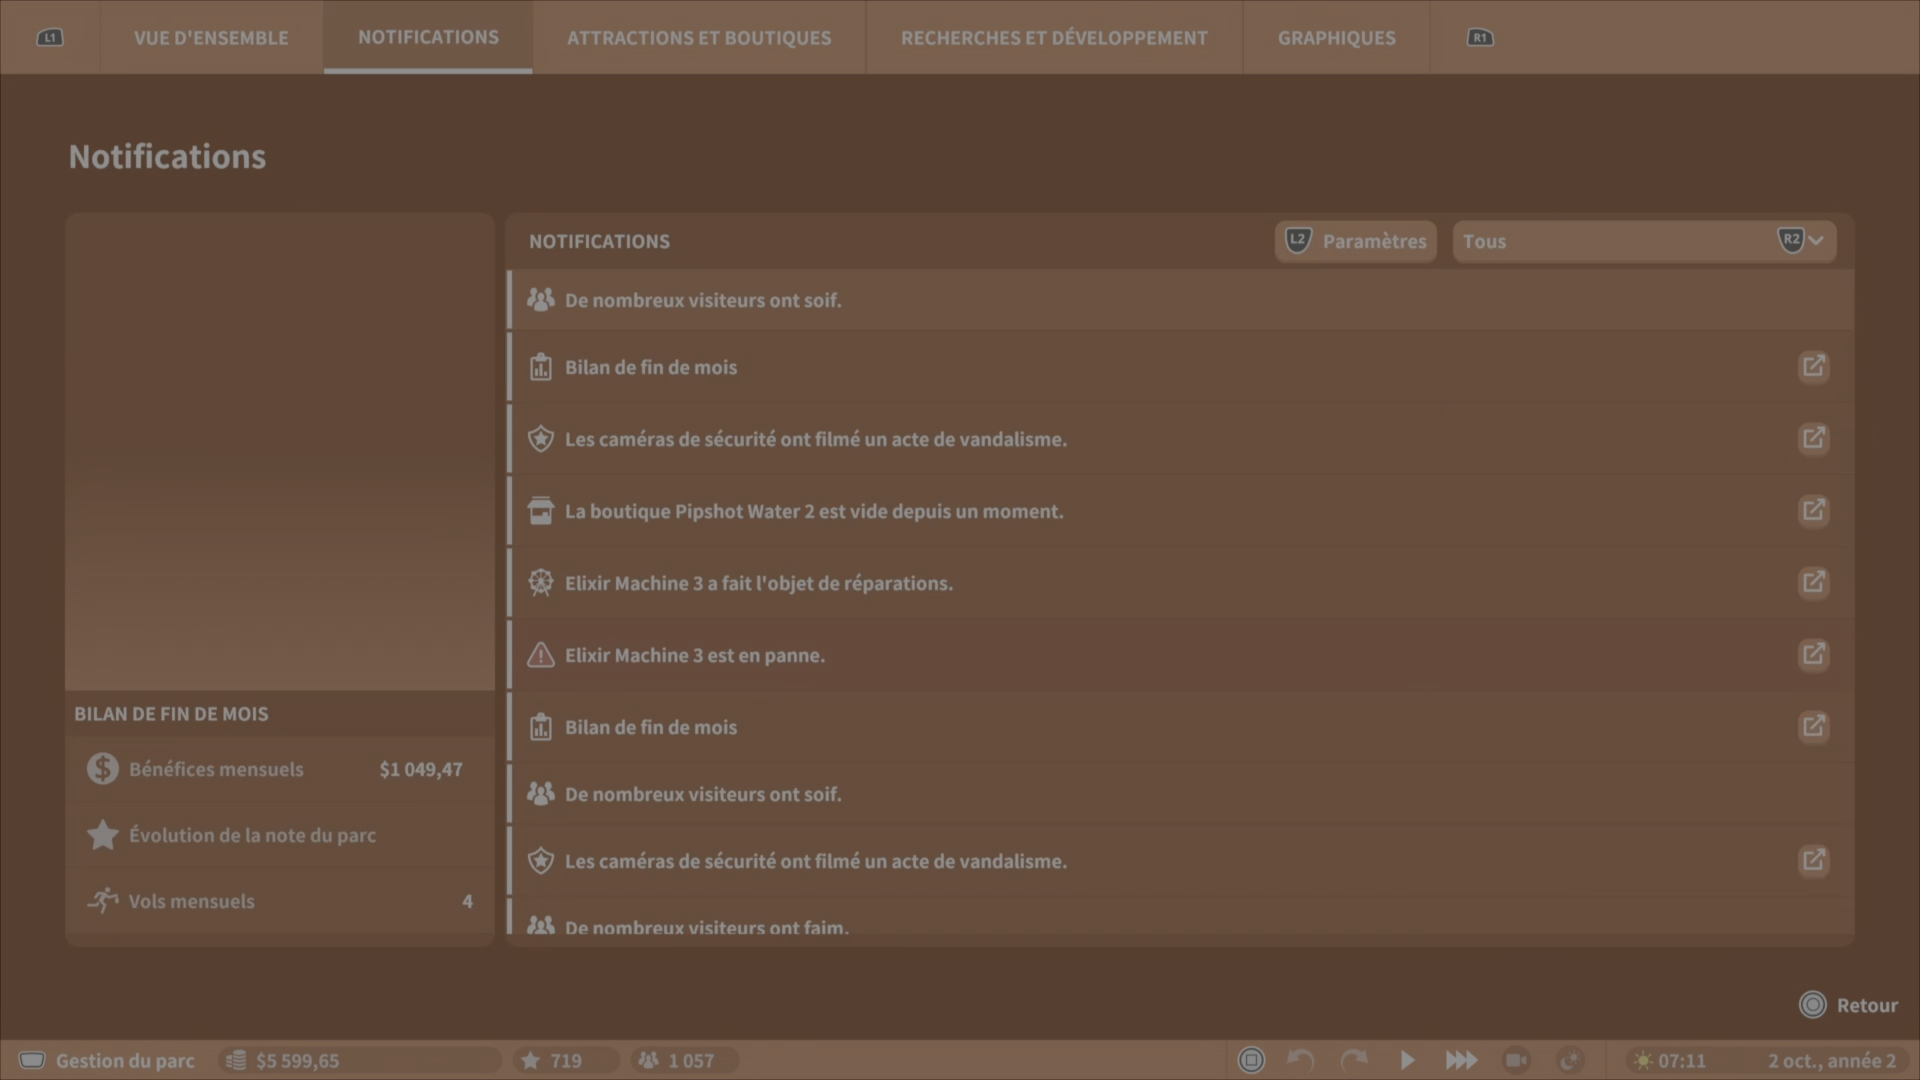 L1 VUE D'ENSEMBLE NOTIFICATIONS ATTRACTIONS ET BOUTIQUES RECHERCHES ET DÉVELOPPEMENT GRAPHIQUES R1
Notifications
NOTIFICATIONS L2 Paramètres Tous R2
De nombreux visiteurs ont soif.
Bilan de fin de mois
Les caméras de sécurité ont filmé un acte de vandalisme.
La boutique Pipshot Water 2 est vide depuis un moment.
Elixir Machine 3 a fait l'objet de réparations.
Elixir Machine 3 est en panne.
Bilan de fin de mois
De nombreux visiteurs ont soif.
Les caméras de sécurité ont filmé un acte de vandalisme.
De nombreux visiteurs ont faim.
BILAN DE FIN DE MOIS
Bénéfices mensuels $1 049,47
Évolution de la note du parc
Vols mensuels 4
Retour
Gestion du parc $5 599,65 719 1 057 07:11 2 oct., année 2